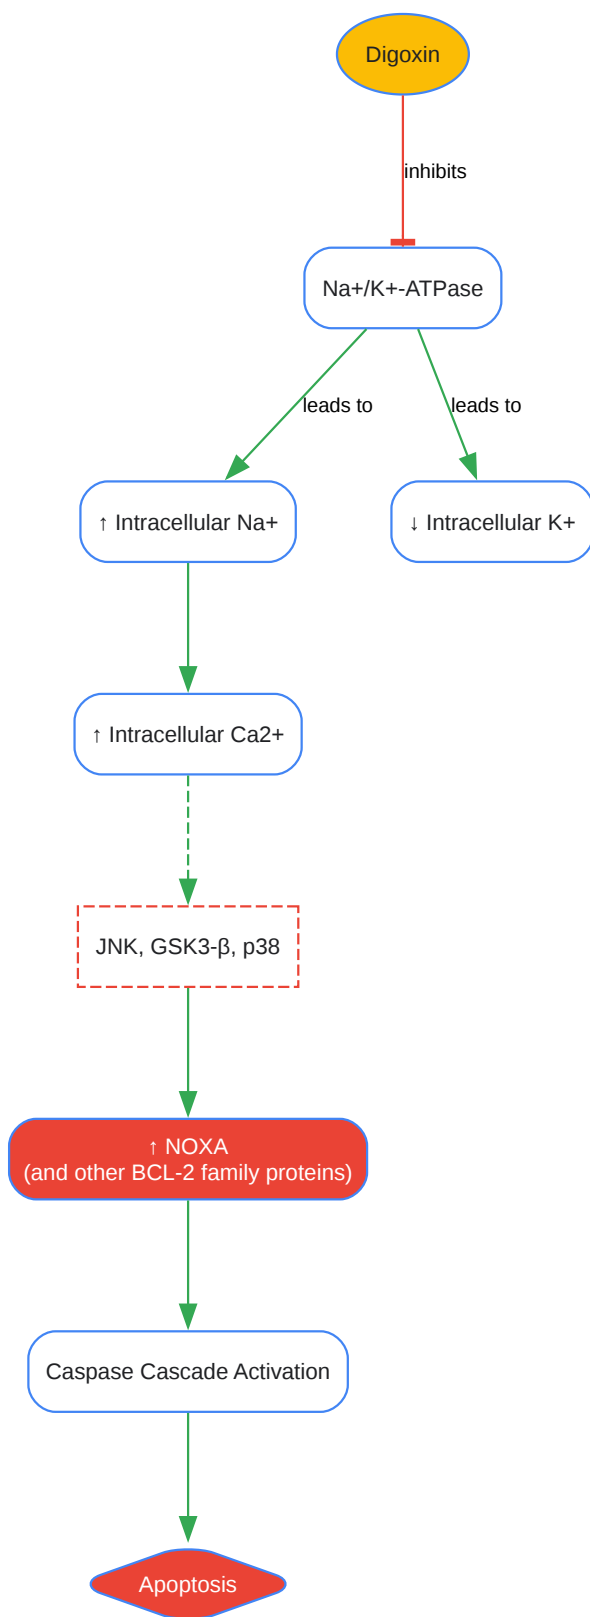 Digoxin
inhibits
Na+/K+-ATPase
leads to
leads to
↑ Intracellular Na+
↓ Intracellular K+
↑ Intracellular Ca2+
JNK, GSK3-β, p38
↑ NOXA
(and other BCL-2 family proteins)
Caspase Cascade Activation
Apoptosis